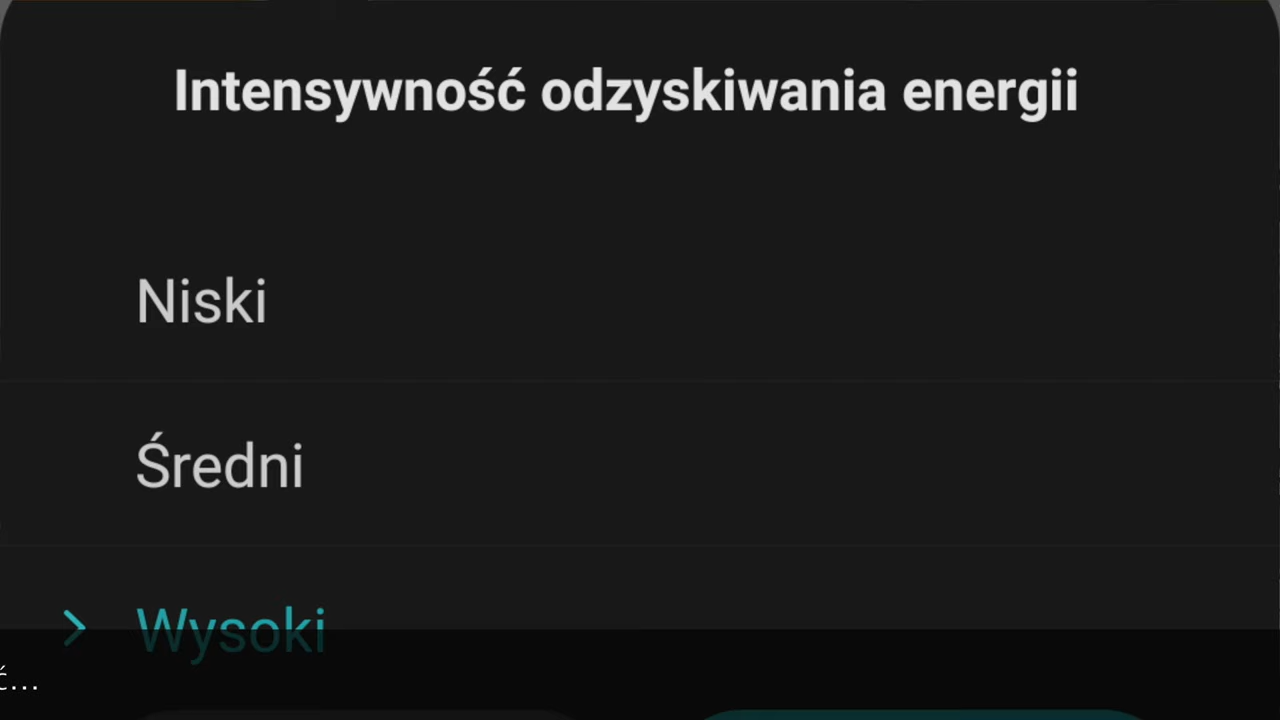 Intensywność odzyskiwania energii
Niski
Średni
Wysoki
ć...